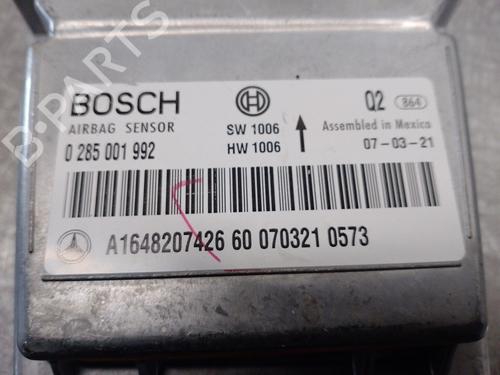 B-PARTS
BOSCH
AIRBAG SENSOR
0 285 001 992
SW 1006
HW 1006
Q2 864
Assembled in Mexico
07-03-21
A1648207426 60 070321 0573